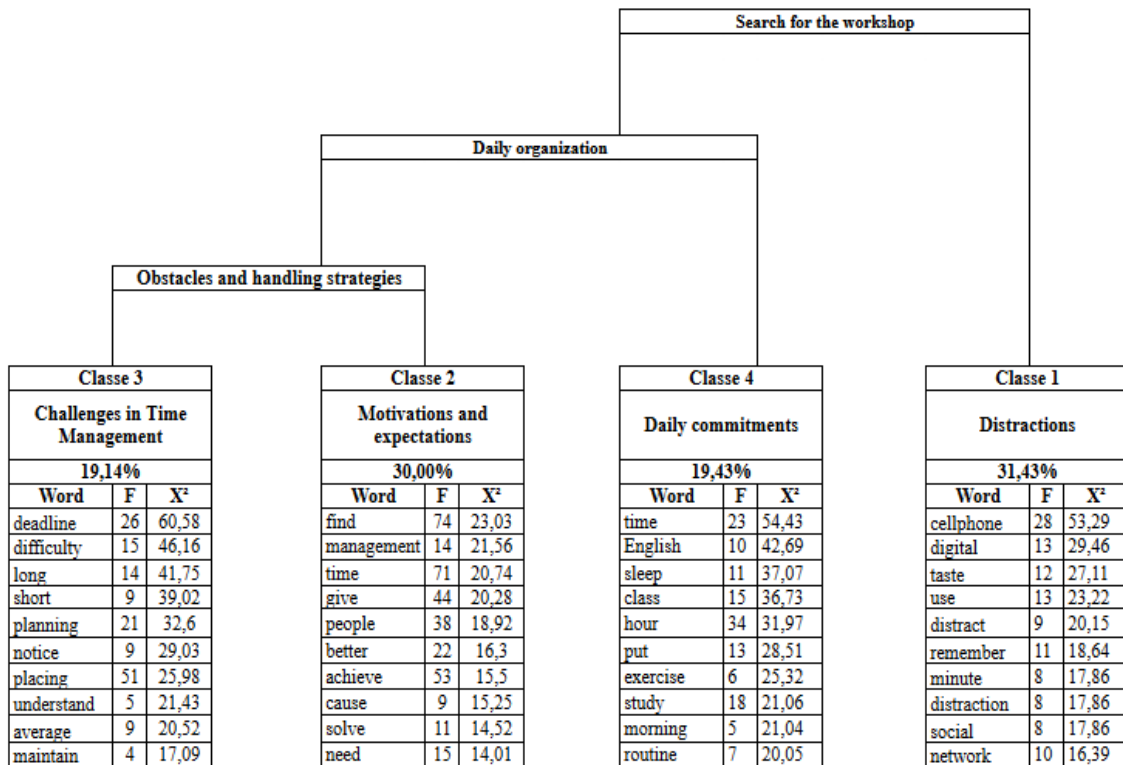 Search for the workshop
Daily organization
Obstacles and handling strategies
Classe 3
Challenges in Time
Management
19,14%
Word F X²
deadline 26 60,58
difficulty 15 46,16
long 14 41,75
short 9 39,02
planning 21 32,6
notice 9 29,03
placing 51 25,98
understand 5 21,43
average 9 20,52
maintain 4 17,09
Classe 2
Motivations and
expectations
30,00%
Word F X²
find 74 23,03
management 14 21,56
time 71 20,74
give 44 20,28
people 38 18,92
better 22 16,3
achieve 53 15,5
cause 9 15,25
solve 11 14,52
need 15 14,01
Classe 4
Daily commitments
19,43%
Word F X²
time 23 54,43
English 10 42,69
sleep 11 37,07
class 15 36,73
hour 34 31,97
put 13 28,51
exercise 6 25,32
study 18 21,06
morning 5 21,04
routine 7 20,05
Classe 1
Distractions
31,43%
Word F X²
cellphone 28 53,29
digital 13 29,46
taste 12 27,11
use 13 23,22
distract 9 20,15
remember 11 18,64
minute 8 17,86
distraction 8 17,86
social 8 17,86
network 10 16,39